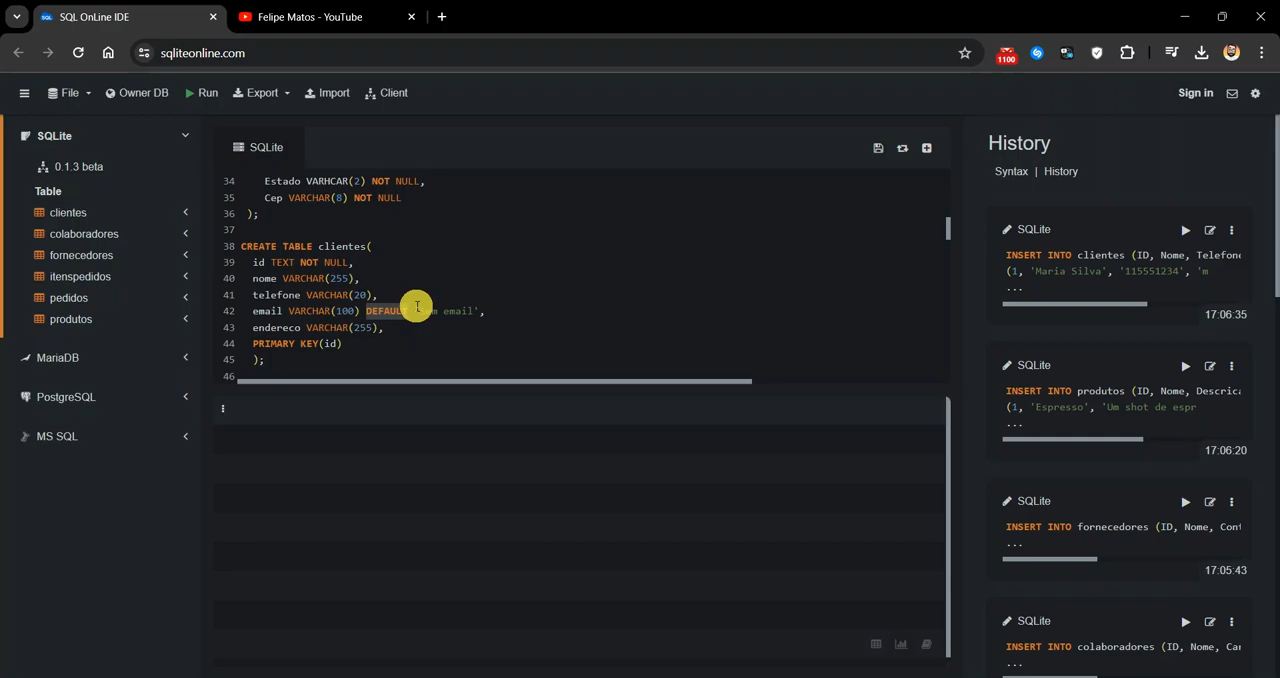 SQL OnLine IDE
Felipe Matos - YouTube
sqliteonline.com
1100
File
Owner DB
Run
Export
Import
Client
Sign in
SQLite
0.1.3 beta
Table
clientes
colaboradores
fornecedores
itenspedidos
pedidos
produtos
MariaDB
PostgreSQL
MS SQL
SQLite
34 Estado VARHCAR(2) NOT NULL,
35 Cep VARCHAR(8) NOT NULL
36 );
37
38 CREATE TABLE clientes(
39 id TEXT NOT NULL,
40 nome VARCHAR(255),
41 telefone VARCHAR(20),
42 email VARCHAR(100) DEFAULT 'Sem email',
43 endereco VARCHAR(255),
44 PRIMARY KEY(id)
45 );
46
History
Syntax | History
SQLite
INSERT INTO clientes (ID, Nome, Telefone
(1, 'Maria Silva', '115551234', 'm
...
17:06:35
SQLite
INSERT INTO produtos (ID, Nome, Descrica
(1, 'Espresso', 'Um shot de espr
...
17:06:20
SQLite
INSERT INTO fornecedores (ID, Nome, Cont
...
17:05:43
SQLite
INSERT INTO colaboradores (ID, Nome, Car
...